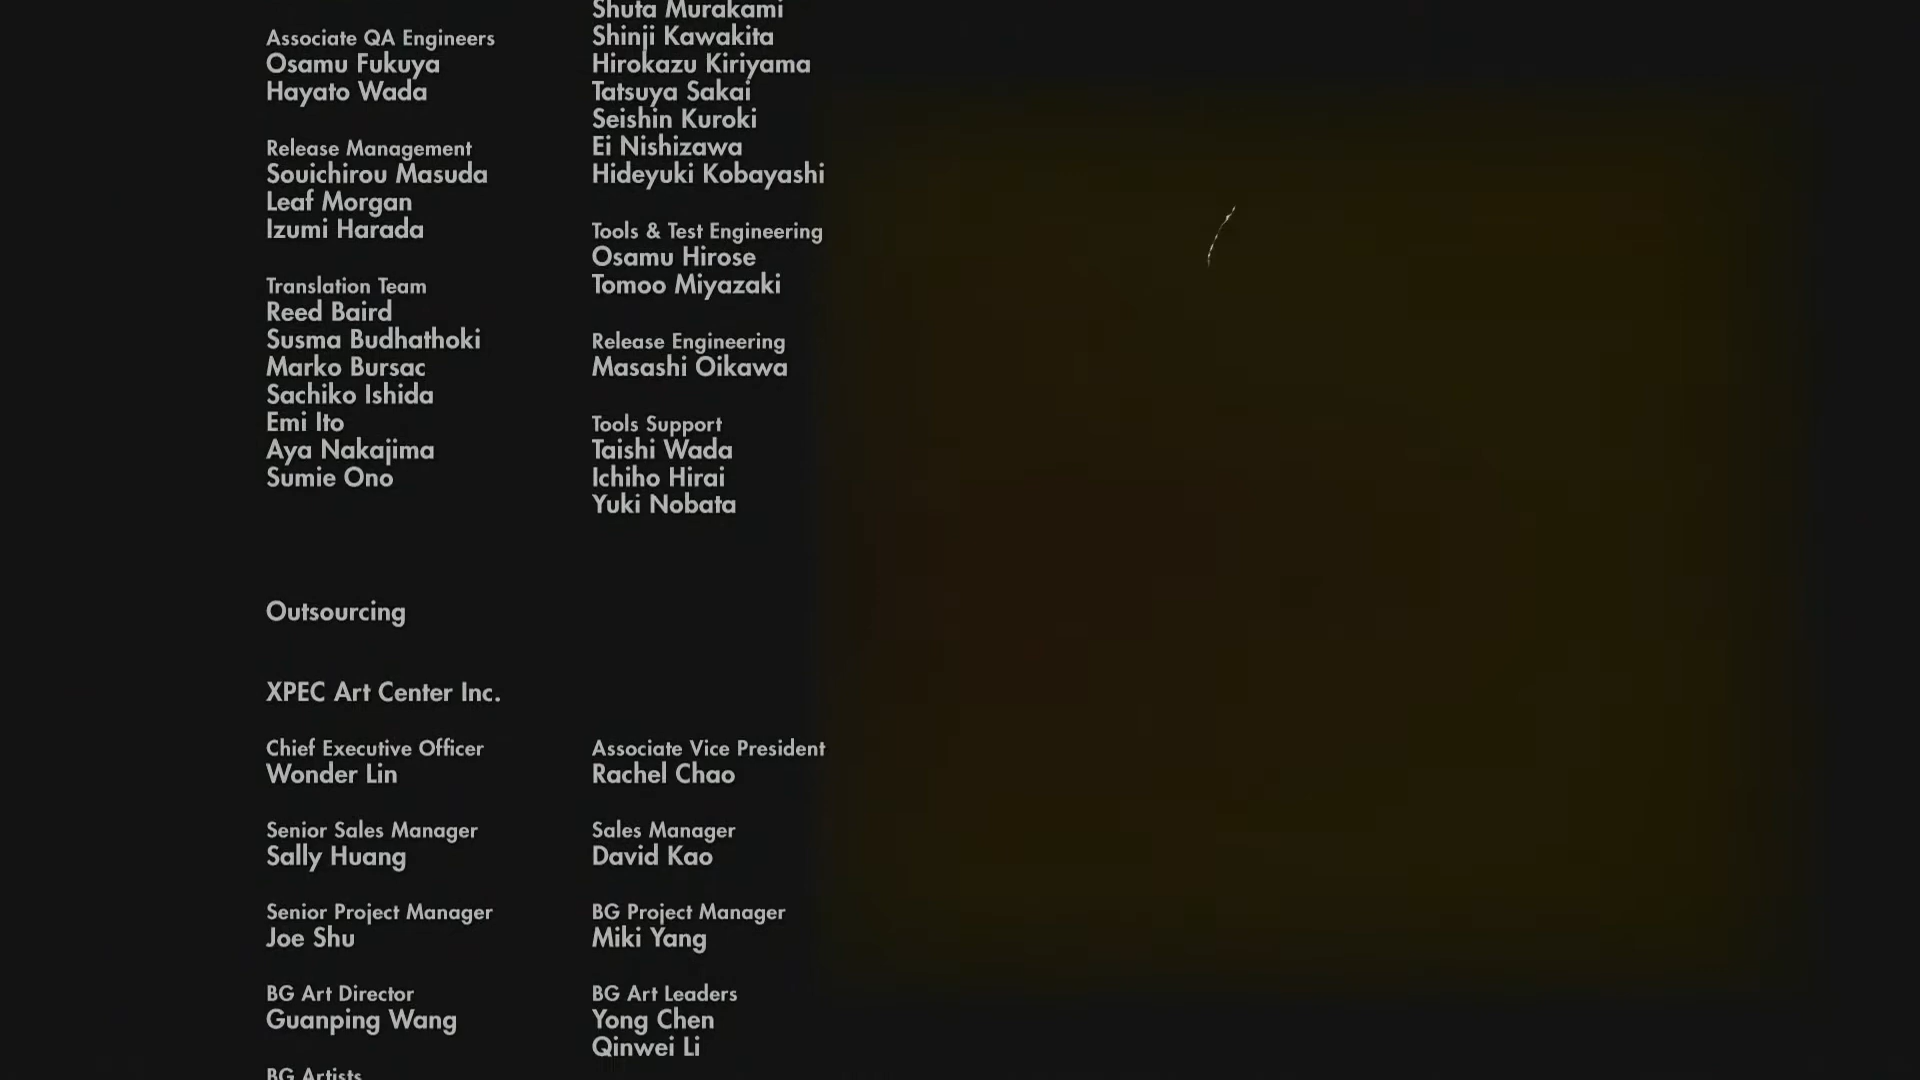 Associate QA Engineers
Osamu Fukuya
Hayato Wada
Release Management
Souichirou Masuda
Leaf Morgan
Izumi Harada
Translation Team
Reed Baird
Susma Budhathoki
Marko Bursac
Sachiko Ishida
Emi Ito
Aya Nakajima
Sumie Ono
Shuta Murakami
Shinji Kawakita
Hirokazu Kiriyama
Tatsuya Sakai
Seishin Kuroki
Ei Nishizawa
Hideyuki Kobayashi
Tools & Test Engineering
Osamu Hirose
Tomoo Miyazaki
Release Engineering
Masashi Oikawa
Tools Support
Taishi Wada
Ichiho Hirai
Yuki Nobata
Outsourcing
XPEC Art Center Inc.
Chief Executive Officer
Wonder Lin
Associate Vice President
Rachel Chao
Senior Sales Manager
Sally Huang
Sales Manager
David Kao
Senior Project Manager
Joe Shu
BG Project Manager
Miki Yang
BG Art Director
Guanping Wang
BG Art Leaders
Yong Chen
Qinwei Li
BG Artists